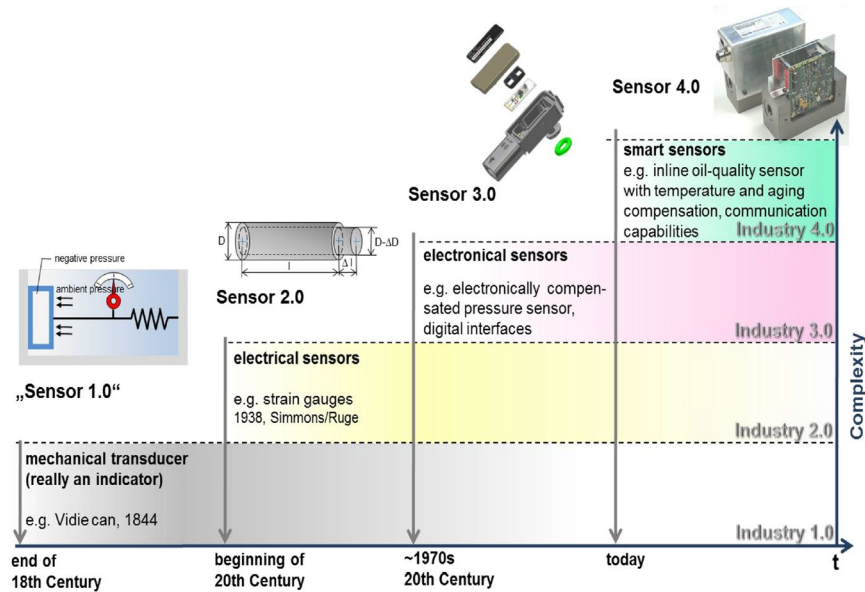 Sensor 4.0
smart sensors
e.g. inline oil-quality sensor
with temperature and aging
compensation, communication
capabilities
Industry 4.0
Sensor 3.0
electronical sensors
e.g. electronically compen-
sated pressure sensor,
digital interfaces
Industry 3.0
D
D-ΔD
l
Δ l
Sensor 2.0
electrical sensors
e.g. strain gauges
1938, Simmons/Ruge
Industry 2.0
negative pressure
ambient pressure
„Sensor 1.0“
mechanical transducer
(really an indicator)
e.g. Vidie can, 1844
Industry 1.0
Complexity
end of
18th Century
beginning of
20th Century
~1970s
20th Century
today
t